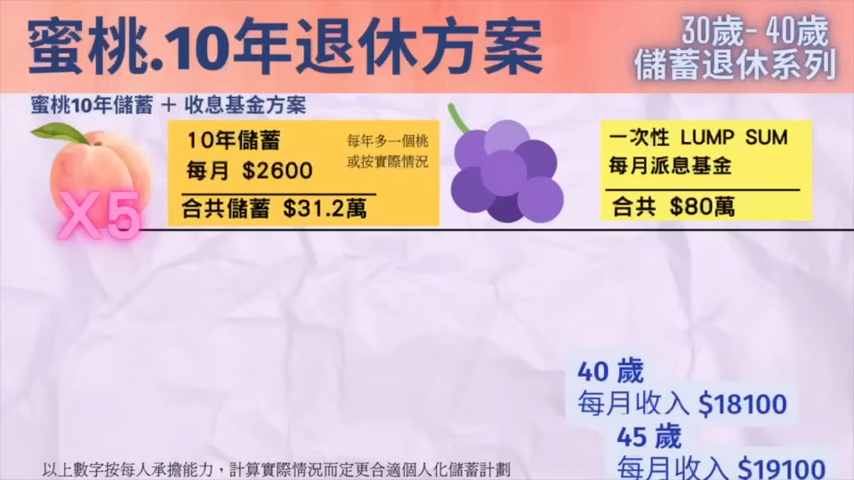 蜜桃.10年退休方案
30歲- 40歲
儲蓄退休系列
蜜桃10年儲蓄 + 收息基金方案
X5
10年儲蓄
每月 $2600
每年多一個桃
或按實際情況
合共儲蓄 $31.2萬
一次性 LUMP SUM
每月派息基金
合共 $80萬
40 歲
每月收入 $18100
45 歲
每月收入 $19100
以上數字按每人承擔能力，計算實際情況而定更合適個人化儲蓄計劃